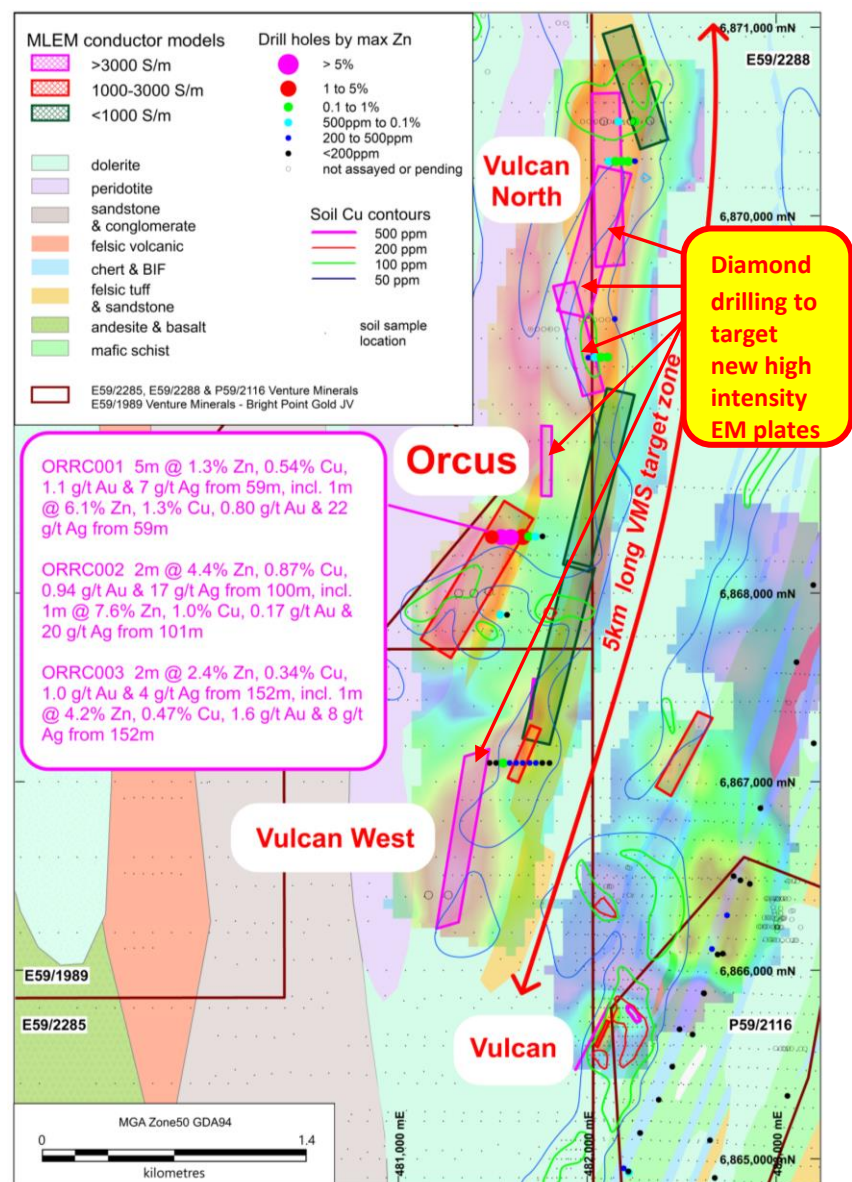 MLEM conductor models
>3000 S/m
1000-3000 S/m
<1000 S/m
dolerite
peridotite
sandstone
& conglomerate
felsic volcanic
chert & BIF
felsic tuff
& sandstone
andesite & basalt
mafic schist
Drill holes by max Zn
> 5%
1 to 5%
0.1 to 1%
500ppm to 0.1%
200 to 500ppm
<200ppm
not assayed or pending
Soil Cu contours
500 ppm
200 ppm
100 ppm
50 ppm
soil sample
location
E59/2285, E59/2288 & P59/2116 Venture Minerals
E59/1989 Venture Minerals - Bright Point Gold JV
6,871,000 mN
E59/2288
Vulcan
North
6,870,000 mN
Diamond
drilling to
target
new high
intensity
EM plates
Orcus
5km long VMS target zone
ORRC001 5m @ 1.3% Zn, 0.54% Cu,
1.1 g/t Au & 7 g/t Ag from 59m, incl. 1m
@ 6.1% Zn, 1.3% Cu, 0.80 g/t Au & 22
g/t Ag from 59m
ORRC002 2m @ 4.4% Zn, 0.87% Cu,
0.94 g/t Au & 17 g/t Ag from 100m, incl.
1m @ 7.6% Zn, 1.0% Cu, 0.17 g/t Au &
20 g/t Ag from 101m
ORRC003 2m @ 2.4% Zn, 0.34% Cu,
1.0 g/t Au & 4 g/t Ag from 152m, incl. 1m
@ 4.2% Zn, 0.47% Cu, 1.6 g/t Au & 8 g/t
Ag from 152m
6,868,000 mN
6,867,000 mN
Vulcan West
6,866,000 mN
E59/1989
E59/2285
Vulcan
P59/2116
MGA Zone50 GDA94
0
1.4
kilometres
481,000 mE
482,000 mE
6,865,000 mN